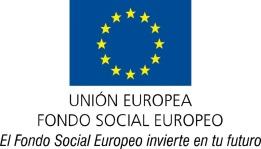 UNIÓN EUROPEA
FONDO SOCIAL EUROPEO
El Fondo Social Europeo invierte en tu futuro